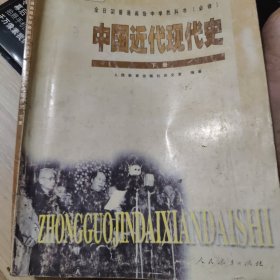 全日制普通高级中学教科书（必修）
中国近代现代史
下册
人民教育出版社历史室 编著
ZHONGGUOJINDAIXIANDAISHI
人民教育出版社